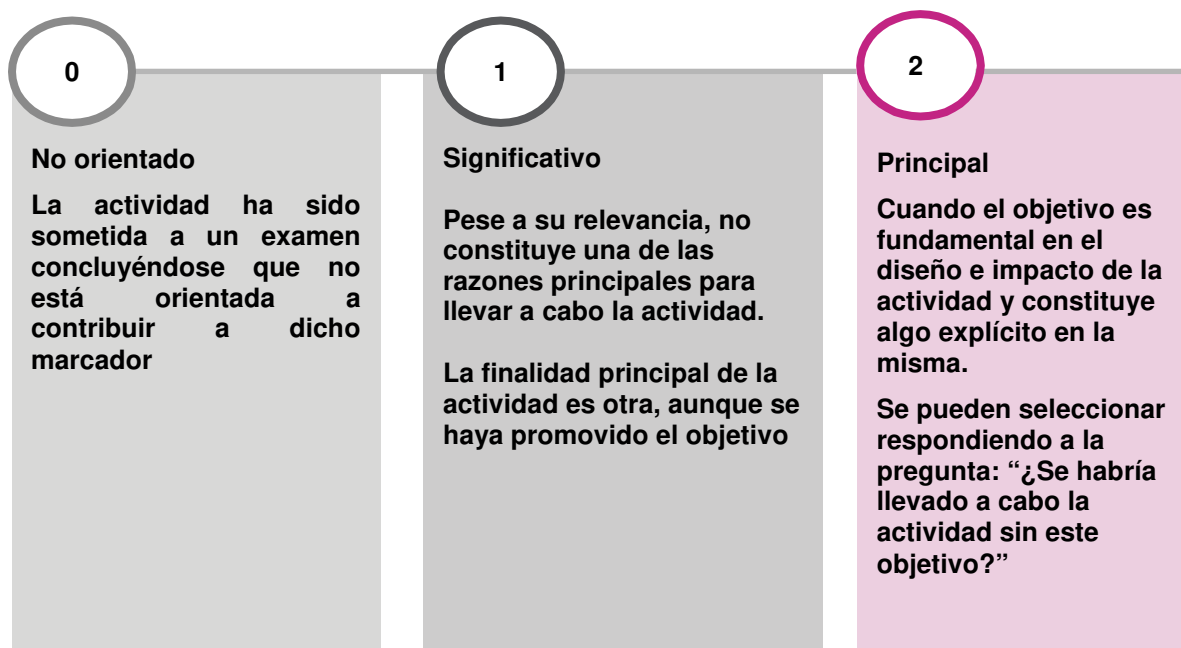 0
No orientado
La actividad ha sido
sometida a un examen
concluyéndose que no
está orientada a
contribuir a dicho
marcador
1
Significativo
Pese a su relevancia, no
constituye una de las
razones principales para
llevar a cabo la actividad.
La finalidad principal de la
actividad es otra, aunque se
haya promovido el objetivo
2
Principal
Cuando el objetivo es
fundamental en el
diseño e impacto de la
actividad y constituye
algo explícito en la
misma.
Se pueden seleccionar
respondiendo a la
pregunta: “¿Se habría
llevado a cabo la
actividad sin este
objetivo?”